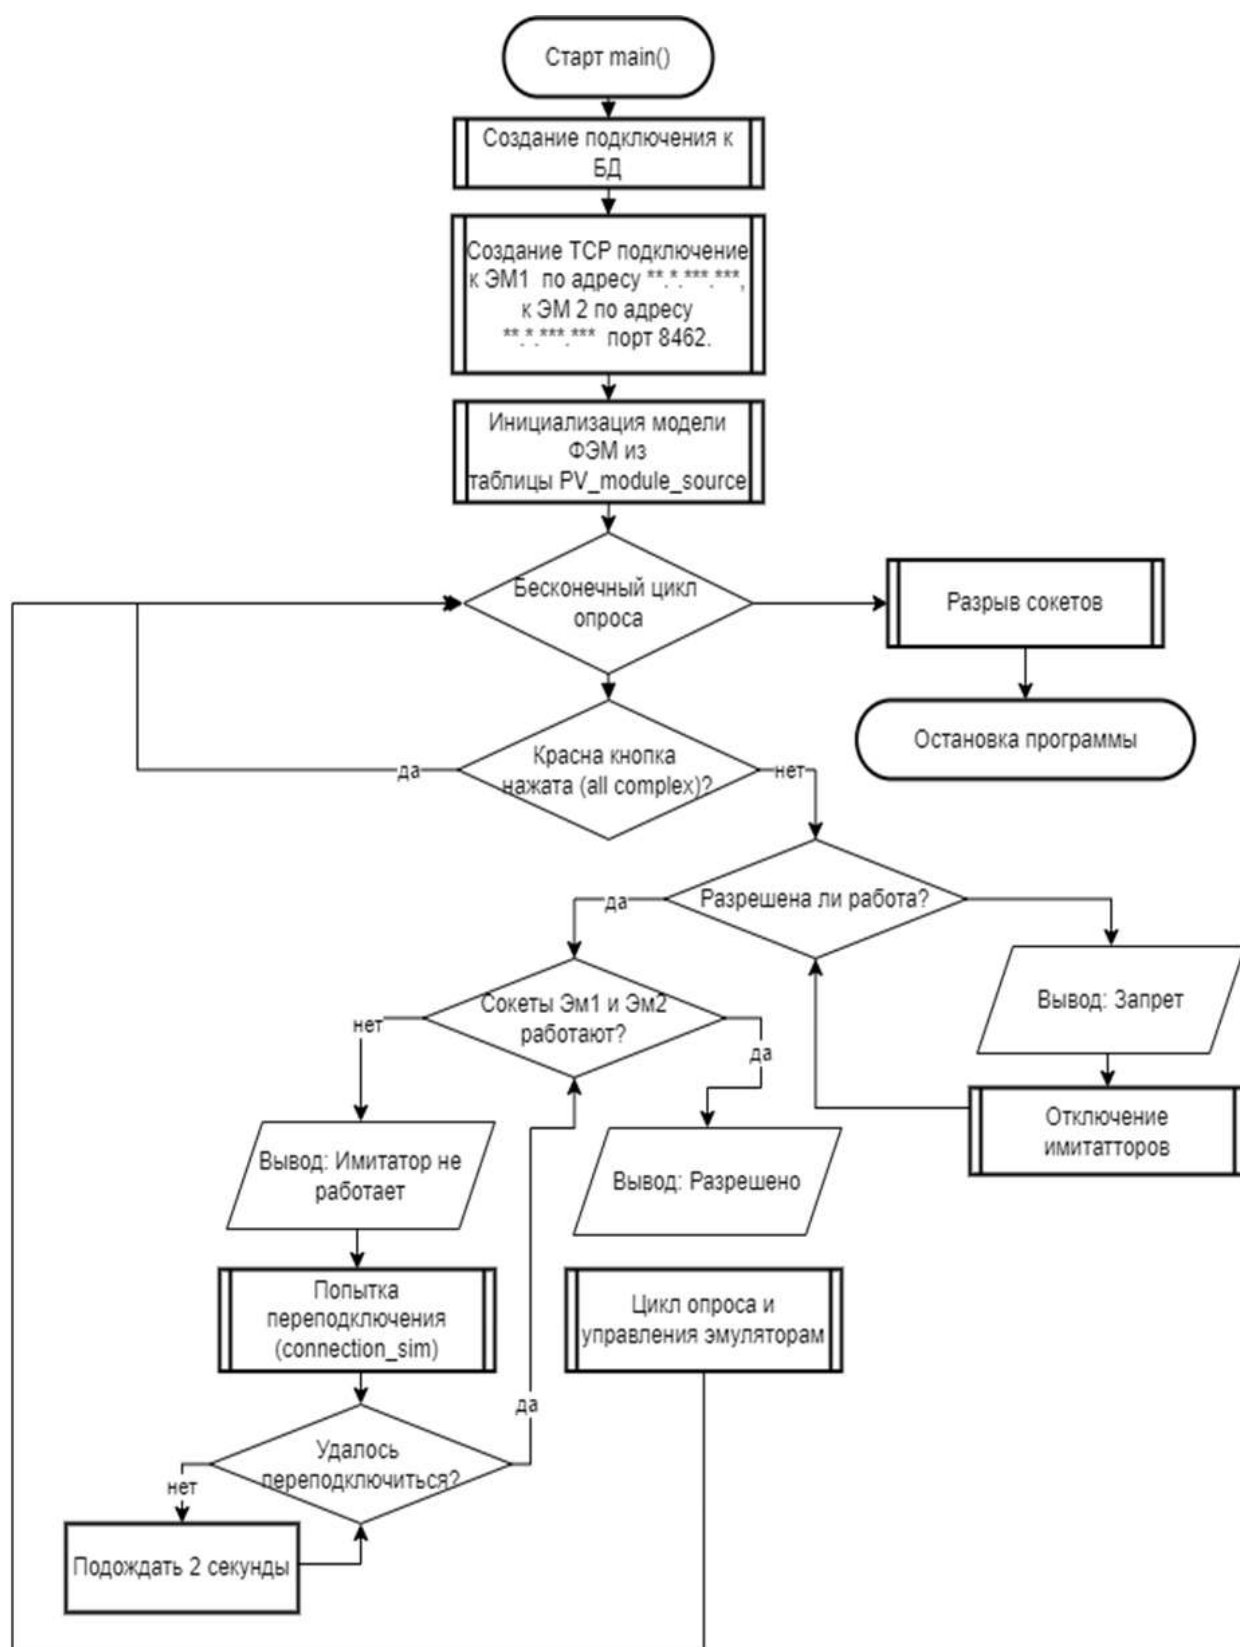 Старт main()
Создание подключения к
БД
Создание TCP подключение
к ЭМ1 по адресу **.*.***.***,
к ЭМ 2 по адресу
**.*.***.*** порт 8462.
Инициализация модели
ФЭМ из
таблицы PV_module_source
Бесконечный цикл
опроса
Разрыв сокетов
Остановка программы
Красна кнопка
нажата (all complex)?
да
нет
Разрешена ли работа?
да
Вывод: Запрет
Отключение
имитатторов
Сокеты Эм1 и Эм2
работают?
нет
да
Вывод: Имитатор не
работает
Вывод: Разрешено
Попытка
переподключения
(connection_sim)
Цикл опроса и
управления эмуляторам
Удалось
переподключиться?
да
нет
Подождать 2 секунды